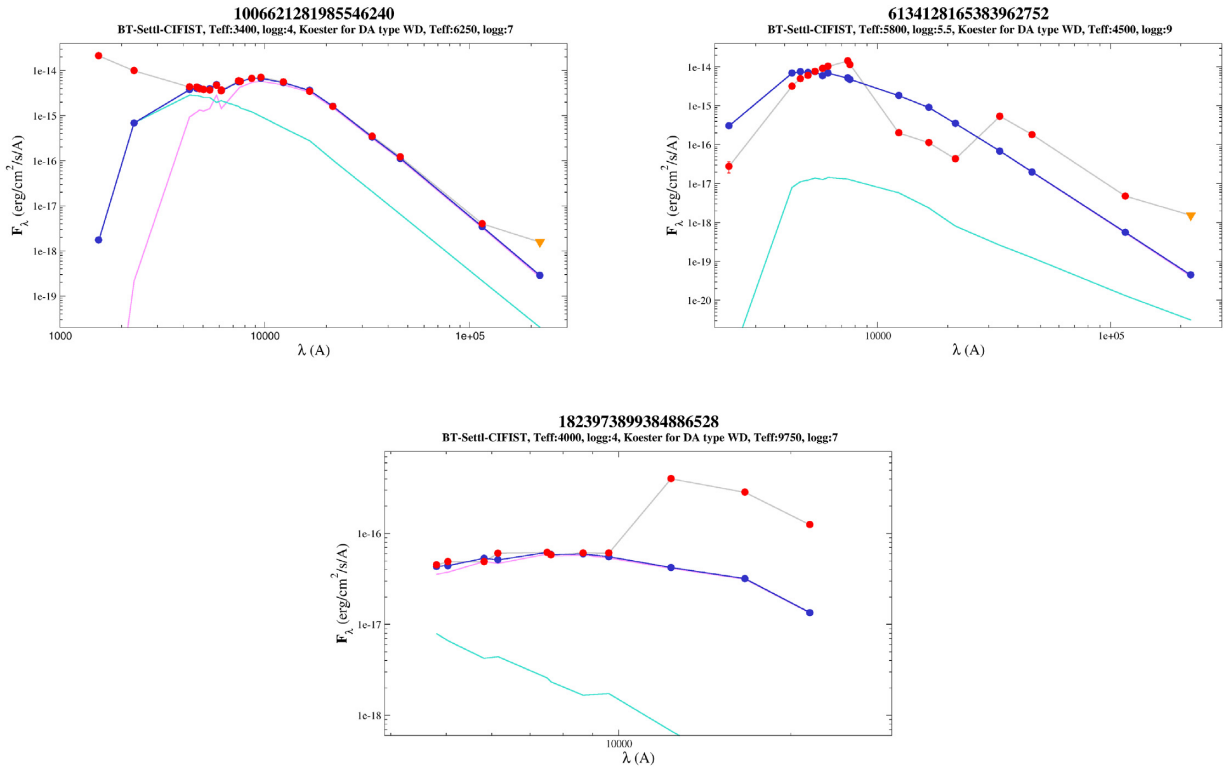 1006621281985546240
BT-Settl-CIFIST, Teff:3400, logg:4, Koester for DA type WD, Teff:6250, logg:7
1e-14
1e-15
1e-16
1e-17
1e-18
1e-19
Fλ (erg/cm²/s/A)
1000
10000
1e+05
λ (A)
6134128165383962752
BT-Settl-CIFIST, Teff:5800, logg:5.5, Koester for DA type WD, Teff:4500, logg:9
1e-14
1e-15
1e-16
1e-17
1e-18
1e-19
1e-20
Fλ (erg/cm²/s/A)
10000
1e+05
λ (A)
1823973899384886528
BT-Settl-CIFIST, Teff:4000, logg:4, Koester for DA type WD, Teff:9750, logg:7
1e-16
1e-17
1e-18
Fλ (erg/cm²/s/A)
10000
λ (A)